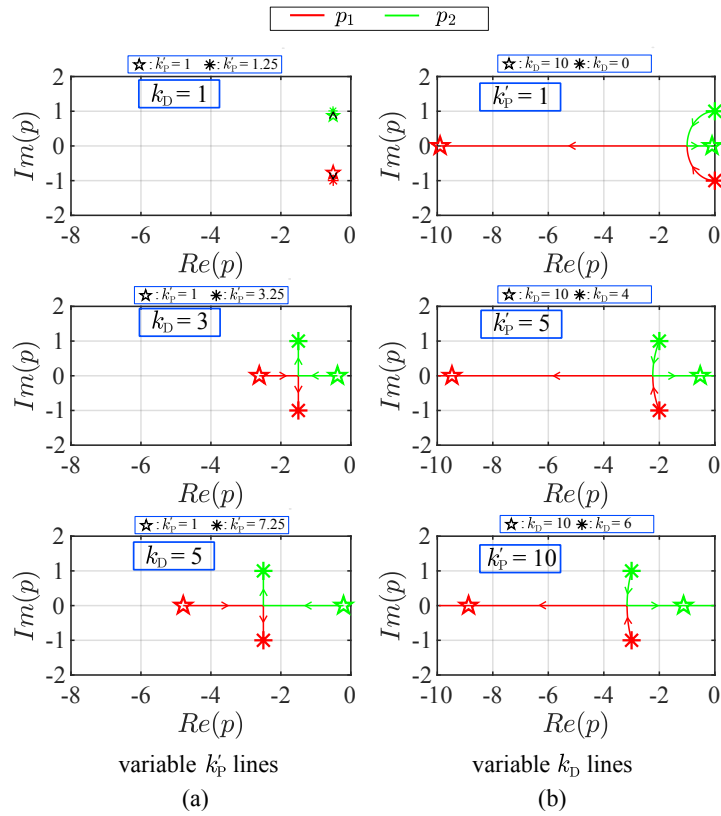 p₁ p₂
☆: k′P = 1 ✱: k′P = 1.25
kD = 1
Im(p)
2
1
0
-1
-2
-8 -6 -4 -2 0
Re(p)
☆: kD = 10 ✱: kD = 0
k′P = 1
Im(p)
2
1
0
-1
-2
-10 -8 -6 -4 -2 0
Re(p)
☆: k′P = 1 ✱: k′P = 3.25
kD = 3
Im(p)
2
1
0
-1
-2
-8 -6 -4 -2 0
Re(p)
☆: kD = 10 ✱: kD = 4
k′P = 5
Im(p)
2
1
0
-1
-2
-10 -8 -6 -4 -2 0
Re(p)
☆: k′P = 1 ✱: k′P = 7.25
kD = 5
Im(p)
2
1
0
-1
-2
-8 -6 -4 -2 0
Re(p)
☆: kD = 10 ✱: kD = 6
k′P = 10
Im(p)
2
1
0
-1
-2
-10 -8 -6 -4 -2 0
Re(p)
variable k′P lines
(a)
variable kD lines
(b)